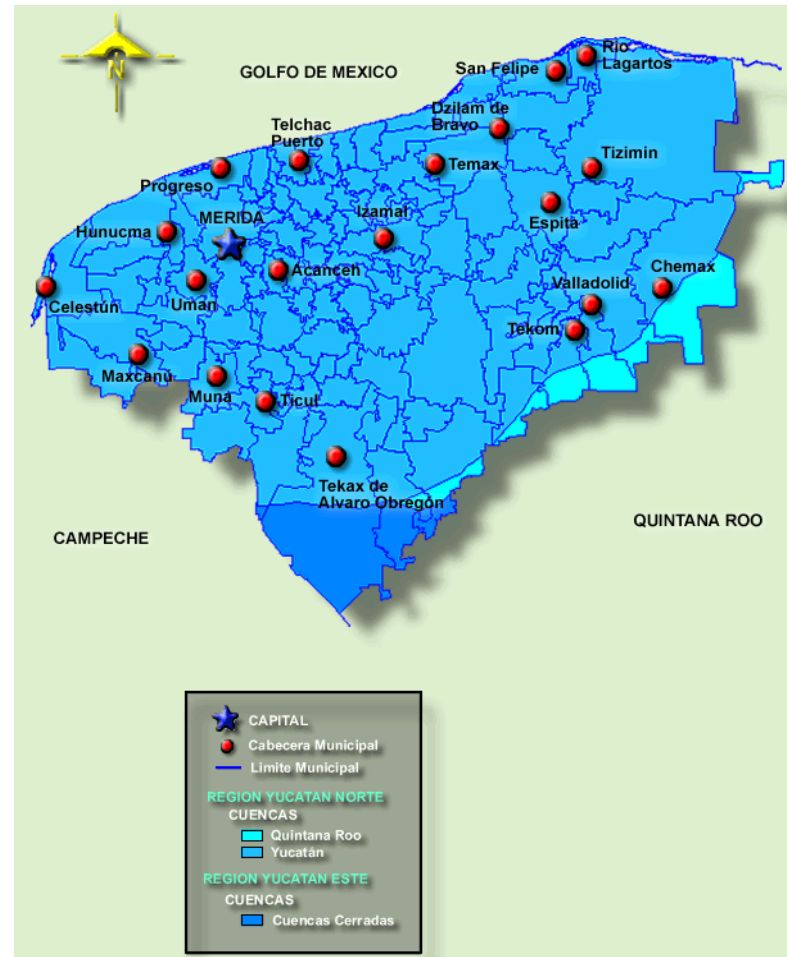 N
GOLFO DE MEXICO
Rio
Lagartos
San Felipe
Dzilam de
Bravo
Telchac
Puerto
Tizimin
Temax
Progreso
Izamal
MERIDA
Espita
Hunucma
Chemax
Acanceh
Valladolid
Uman
Celestún
Tekom
Maxcanú
Muna
Ticul
Tekax de
Alvaro Obregón
QUINTANA ROO
CAMPECHE
CAPITAL
Cabecera Municipal
Limite Municipal
REGION YUCATAN NORTE
CUENCAS
Quintana Roo
Yucatán
REGION YUCATAN ESTE
CUENCAS
Cuencas Cerradas